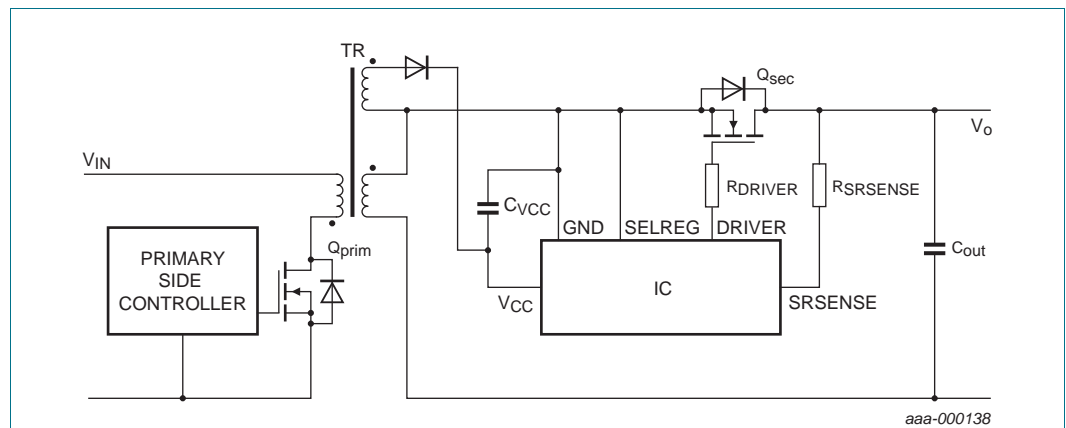 TR
Qsec
Vo
VIN
RDRIVER
RSRSENSE
CVCC
GND SELREG DRIVER
Qprim
Cout
PRIMARY
SIDE
CONTROLLER
IC
VCC
SRSENSE
aaa-000138